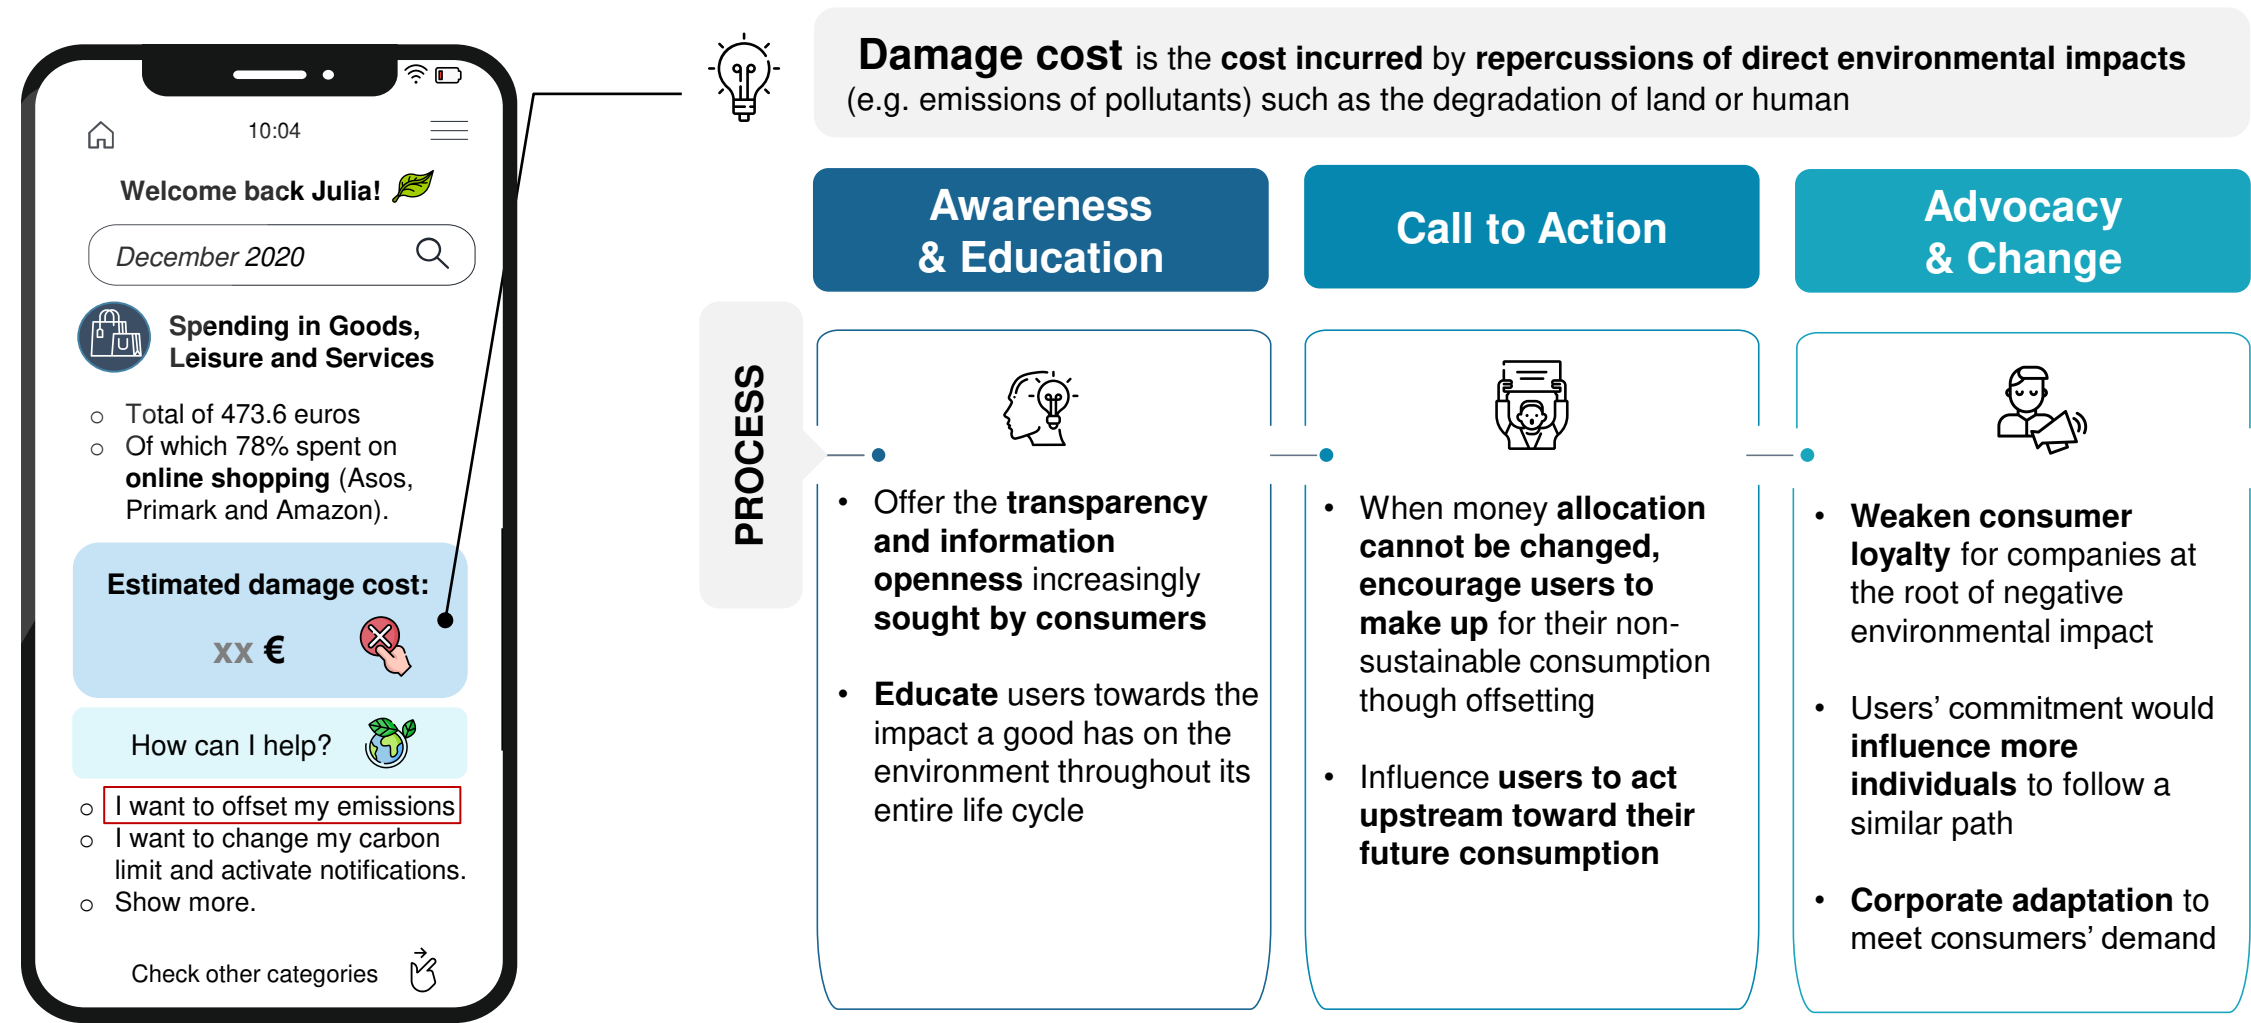 10:04
Welcome back Julia!
December 2020
Spending in Goods,
Leisure and Services
Total of 473.6 euros
Of which 78% spent on
online shopping (Asos,
Primark and Amazon).
Estimated damage cost:
xx €
How can I help?
I want to offset my emissions
I want to change my carbon
limit and activate notifications.
Show more.
Check other categories
Damage cost is the cost incurred by repercussions of direct environmental impacts
(e.g. emissions of pollutants) such as the degradation of land or human
PROCESS
Awareness
& Education
Offer the transparency
and information
openness increasingly
sought by consumers
Educate users towards the
impact a good has on the
environment throughout its
entire life cycle
Call to Action
When money allocation
cannot be changed,
encourage users to
make up for their non-
sustainable consumption
though offsetting
Influence users to act
upstream toward their
future consumption
Advocacy
& Change
Weaken consumer
loyalty for companies at
the root of negative
environmental impact
Users’ commitment would
influence more
individuals to follow a
similar path
Corporate adaptation to
meet consumers’ demand